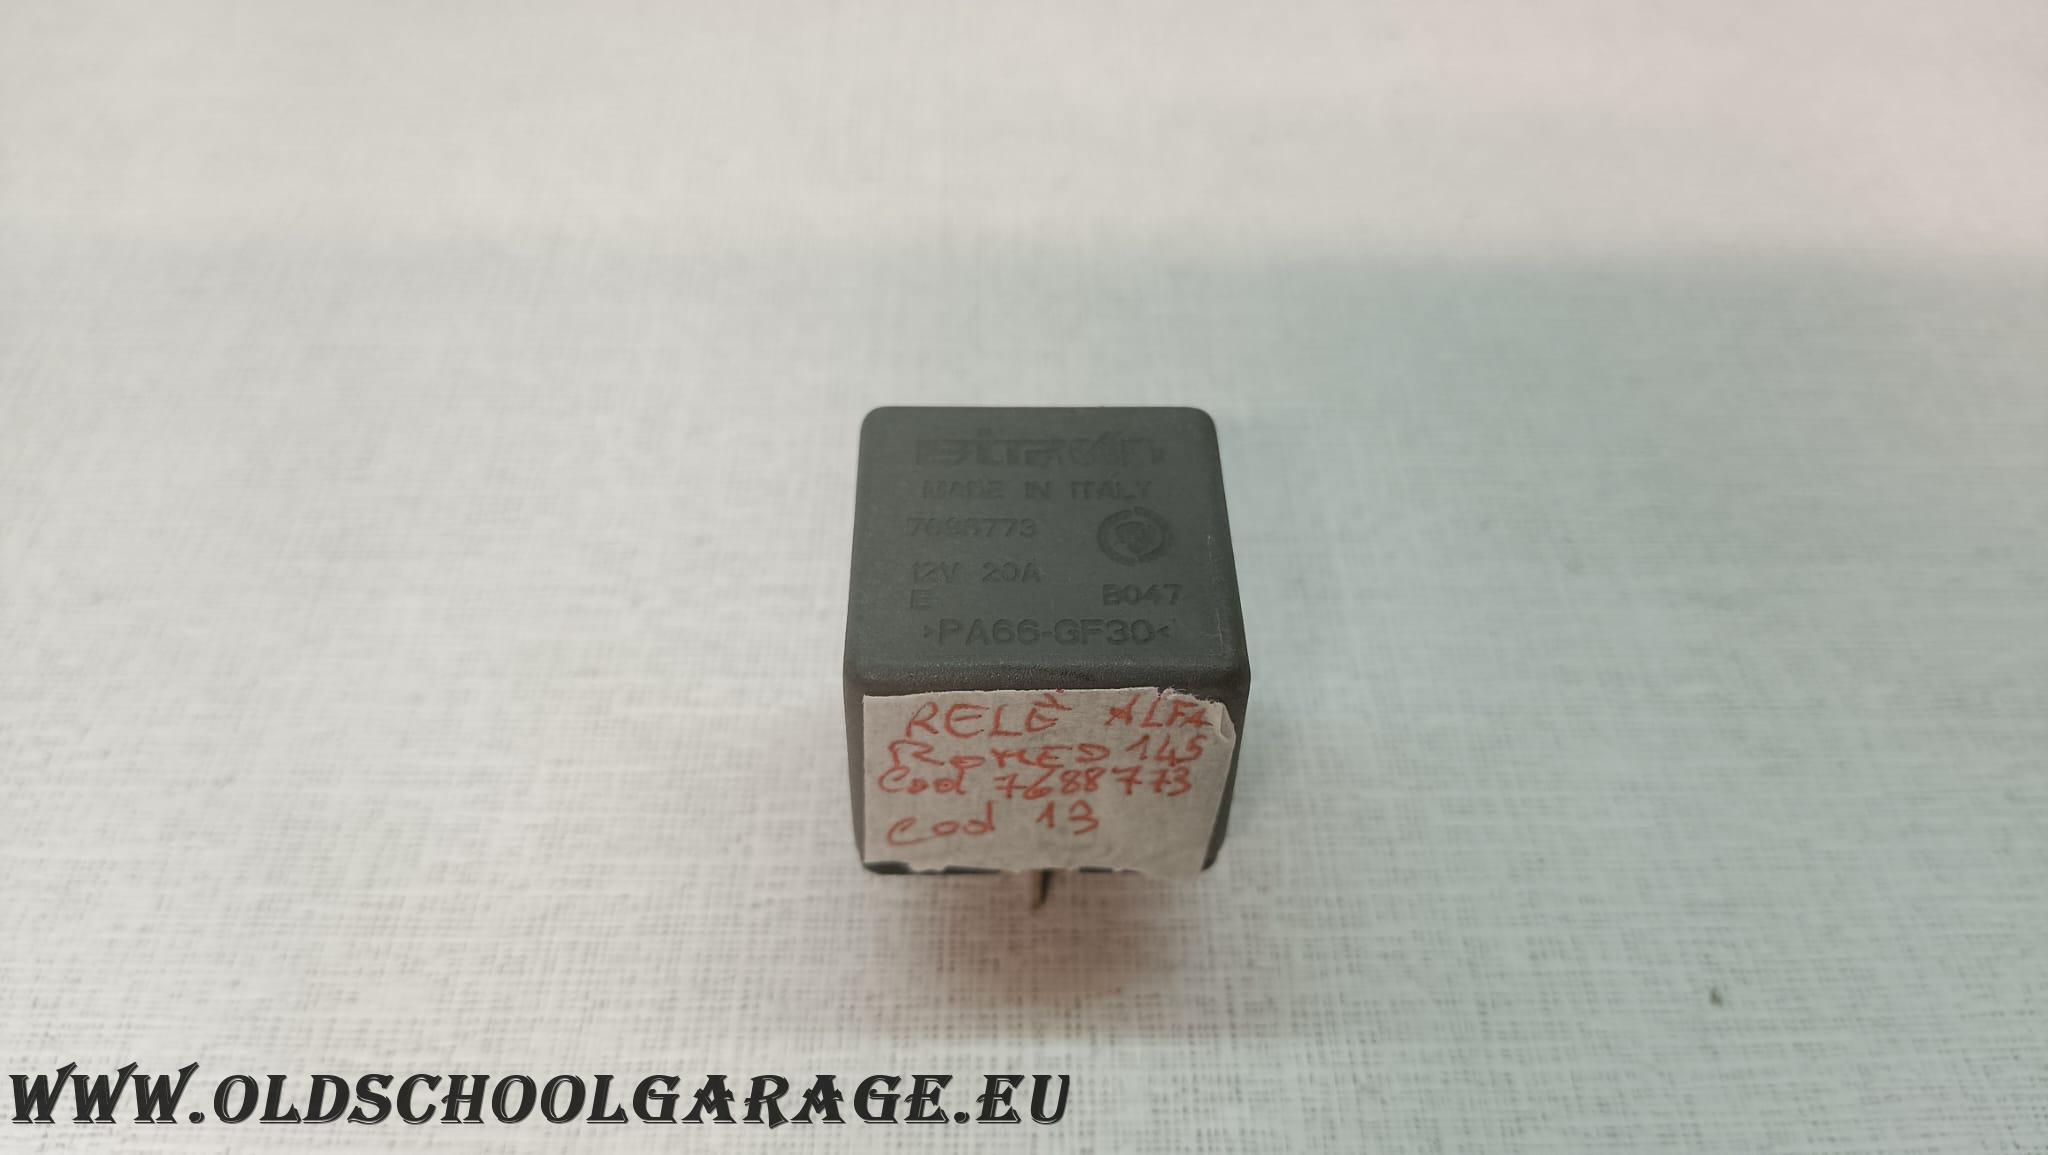 Bitron
MADE IN ITALY
7688773
12V 20A
E B047
>PA66-GF30<
RELÈ ALFA
ROMEO 145
Cod 7688773
Cod 13
WWW.OLDSCHOOLGARAGE.EU